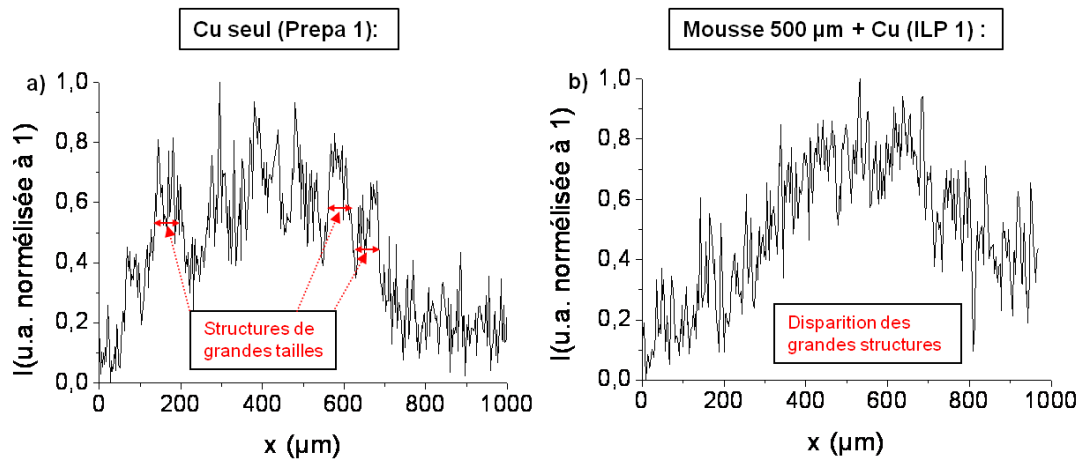 Cu seul (Prepa 1):
Mousse 500 µm + Cu (ILP 1) :
a)
I(u.a. normélisée à 1)
1,0
0,8
0,6
0,4
0,2
0,0
Structures de
grandes tailles
0 200 400 600 800 1000
x (µm)
b)
I(u.a. normélisée à 1)
1,0
0,8
0,6
0,4
0,2
0,0
Disparition des
grandes structures
0 200 400 600 800 1000
x (µm)